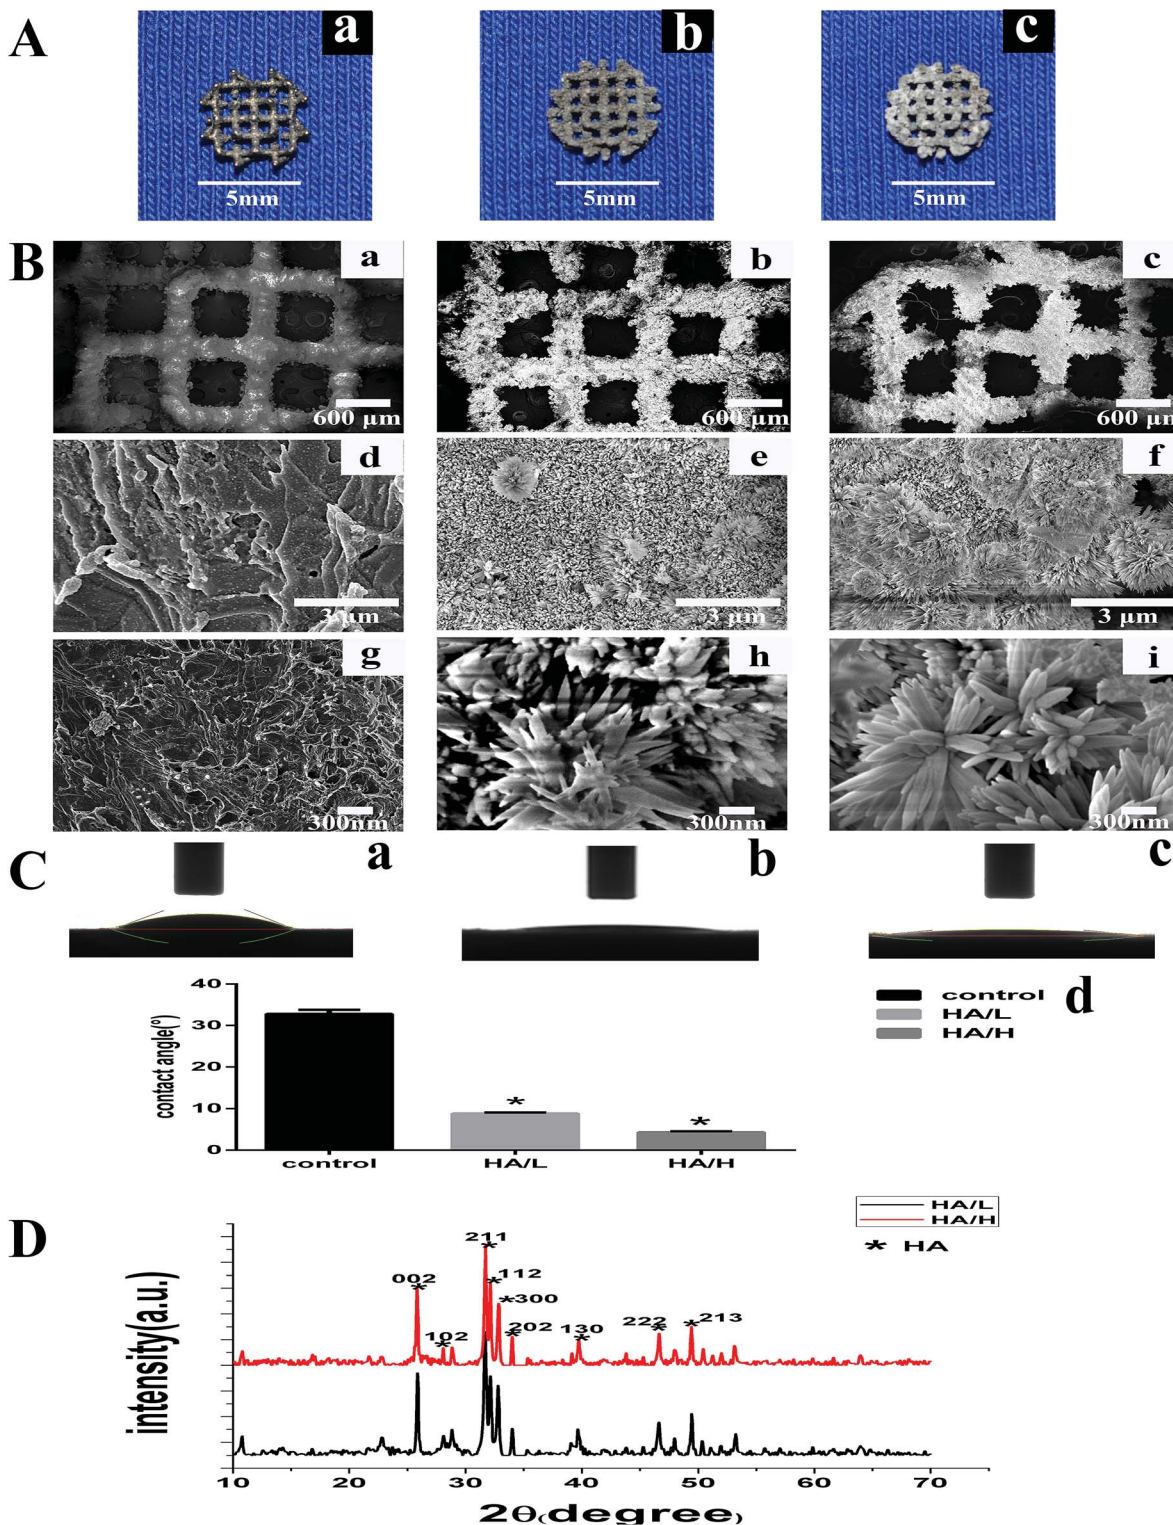 A
a
b
c
5mm
5mm
5mm
B
a
b
c
600 µm
600 µm
600 µm
d
e
f
3 µm
3 µm
3 µm
g
h
i
300nm
300nm
300nm
C
a
b
c
d
40
30
20
10
0
contact angle(°)
*
*
control
HA/L
HA/H
control
HA/L
HA/H
D
HA/L
HA/H
* HA
intensity(a.u.)
002
*
102
*
211
*
112
*
*300
202
*
130
*
222
*
213
*
10
20
30
40
50
60
70
2θ(degree)